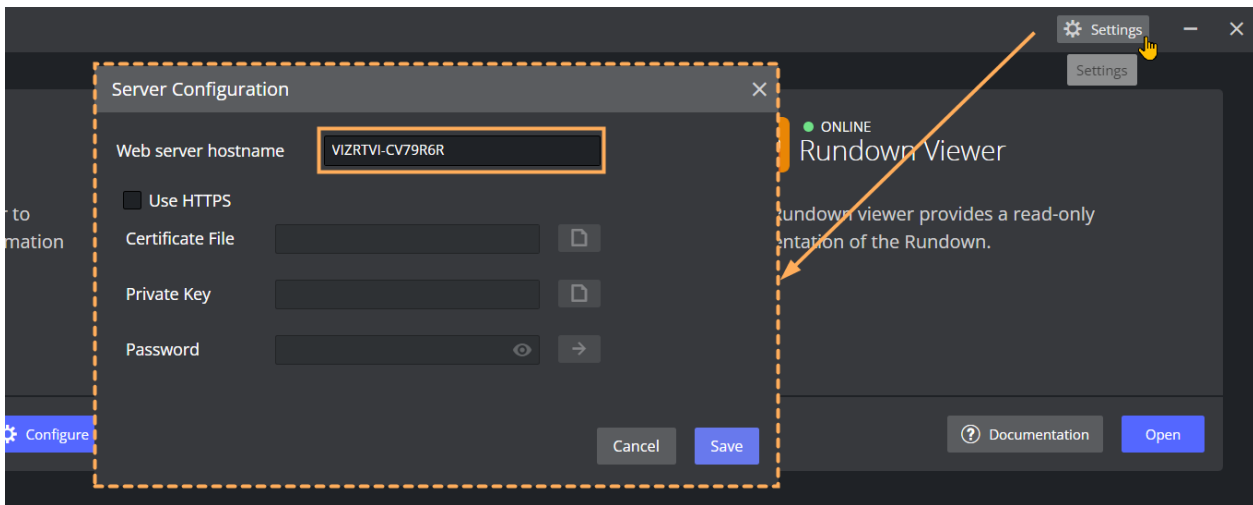 Settings
Settings
Server Configuration
Web server hostname
VIZRTVI-CV79R6R
Use HTTPS
Certificate File
Private Key
Password
Cancel
Save
to
mation
Configure
ONLINE
Rundown Viewer
undown viewer provides a read-only
entation of the Rundown.
Documentation
Open